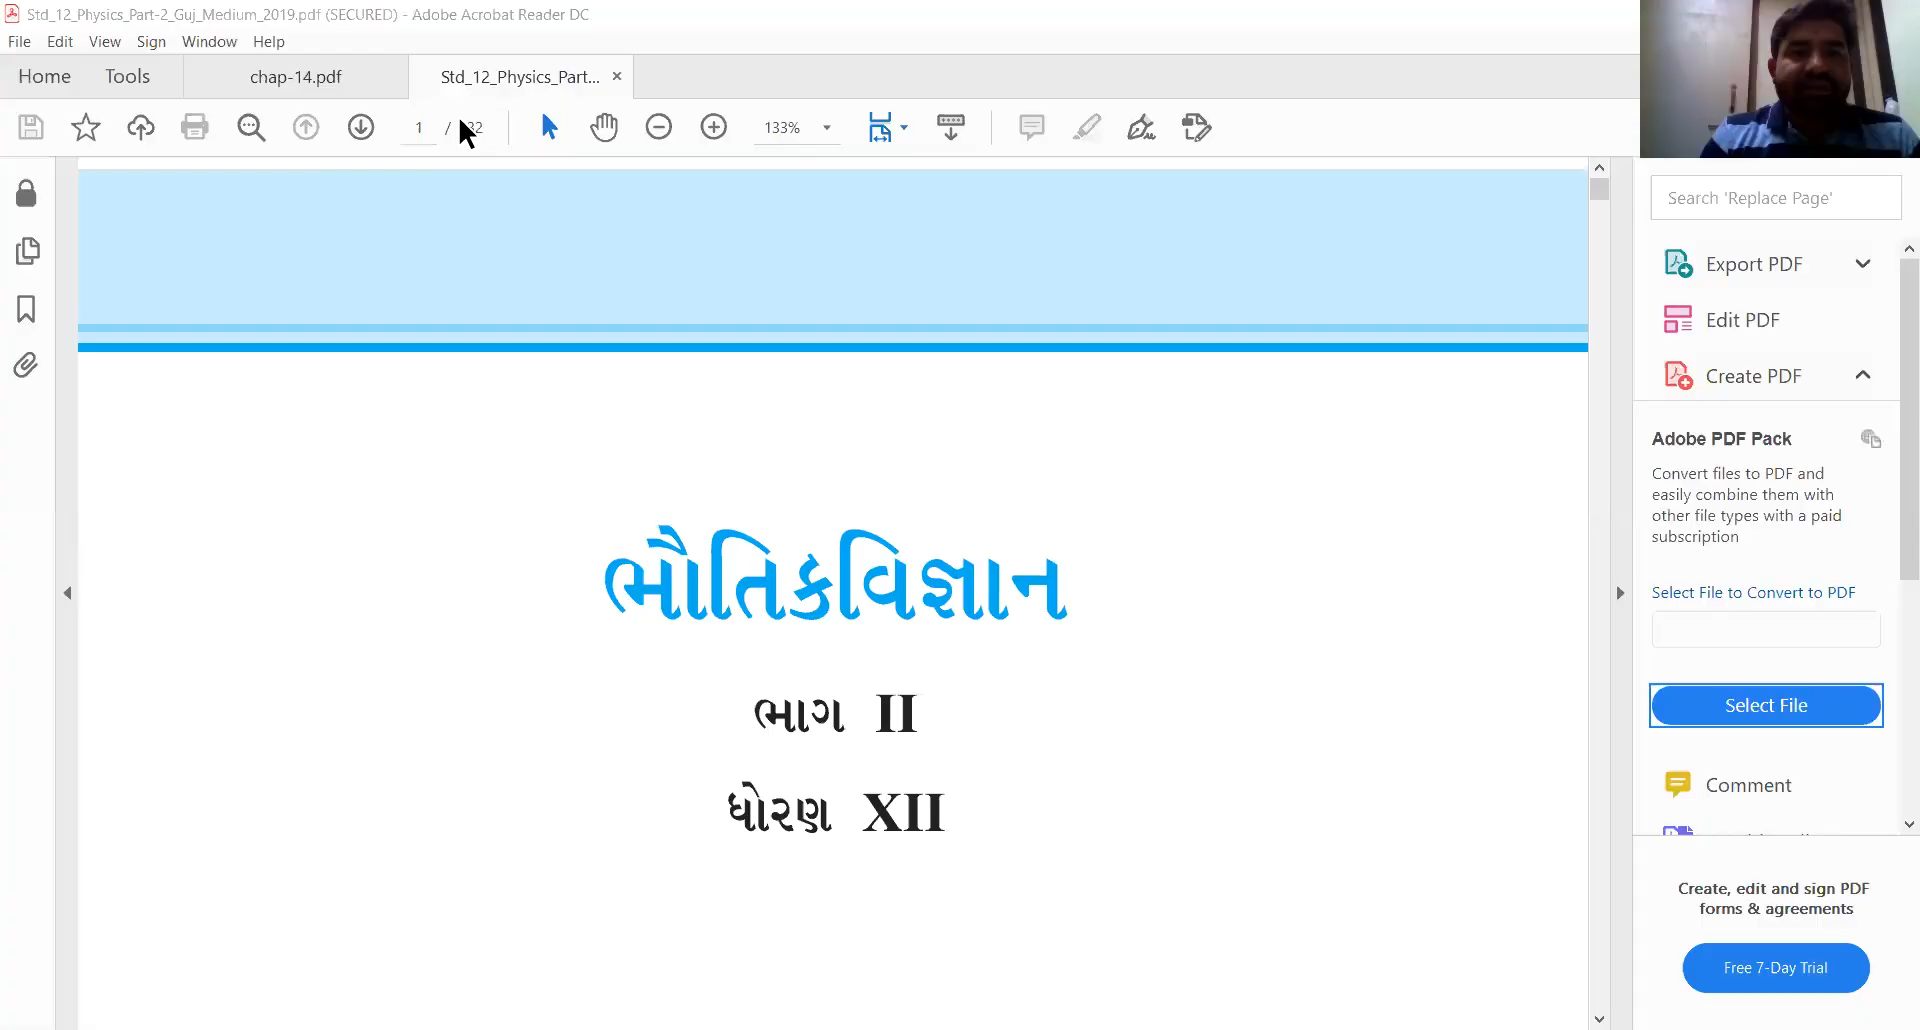 Std_12_Physics_Part-2_Guj_Medium_2019.pdf (SECURED) - Adobe Acrobat Reader DC
File Edit View Sign Window Help
Home Tools chap-14.pdf Std_12_Physics_Part... ×
1 / 133%
Search 'Replace Page'
Export PDF
Edit PDF
Create PDF
Adobe PDF Pack
Convert files to PDF and
easily combine them with
other file types with a paid
subscription
Select File to Convert to PDF
Select File
Comment
Create, edit and sign PDF
forms & agreements
Free 7-Day Trial
ભૌતિકવિજ્ઞાન
ભાગ II
ધોરણ XII